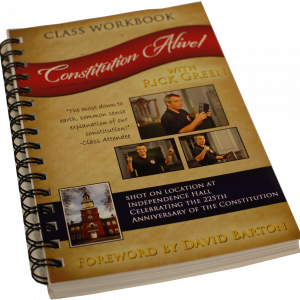 CLASS WORKBOOK
Constitution Alive!
WITH
RICK GREEN
"The most down to
earth, common sense
explanation of our
constitution!"
-Class Attendee
SHOT ON LOCATION AT
INDEPENDENCE HALL
CELEBRATING THE 225TH
ANNIVERSARY OF THE CONSTITUTION
FOREWORD BY DAVID BARTON